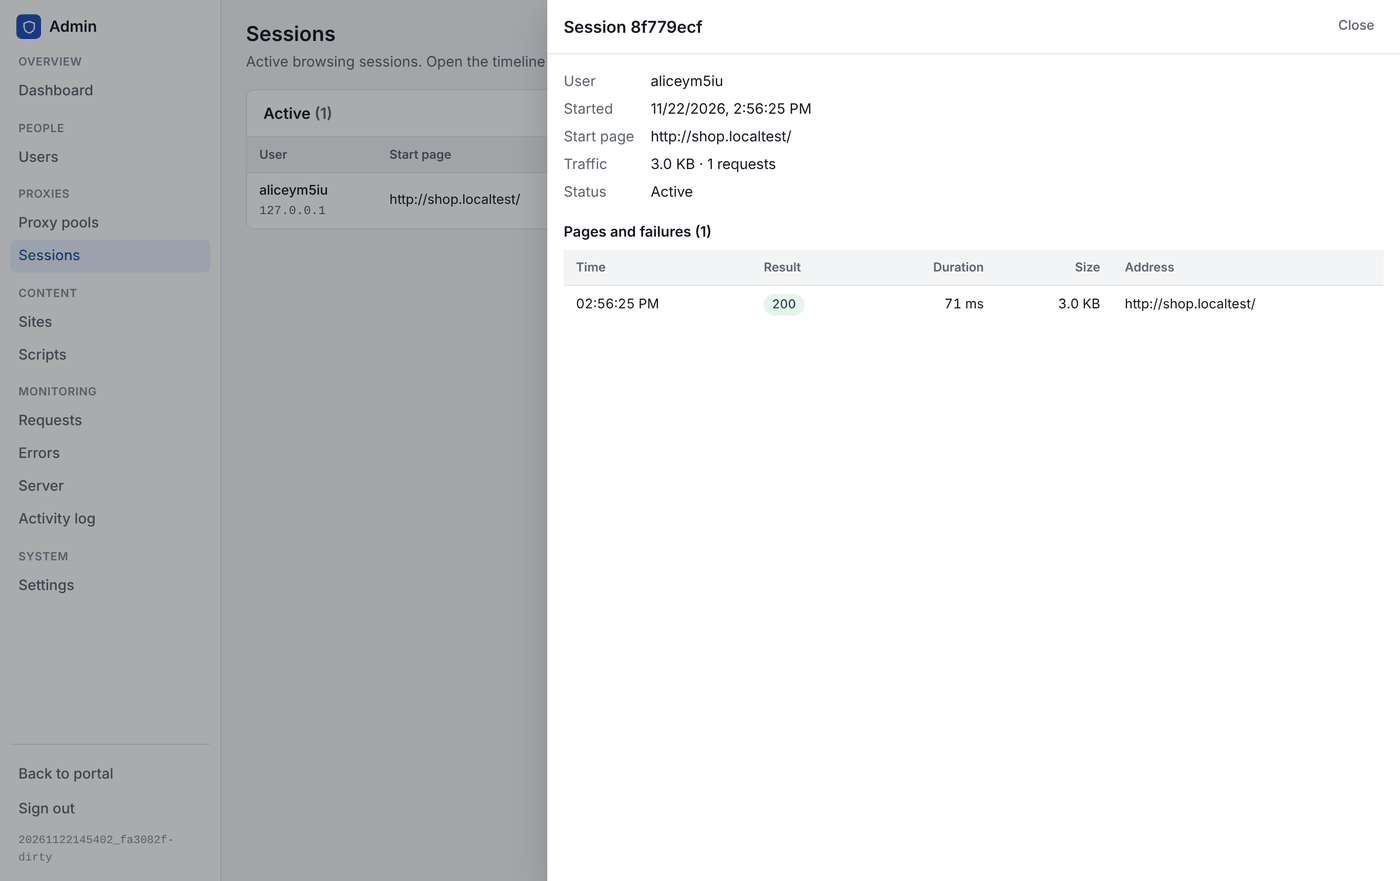 Admin
OVERVIEW
Dashboard
PEOPLE
Users
PROXIES
Proxy pools
Sessions
CONTENT
Sites
Scripts
MONITORING
Requests
Errors
Server
Activity log
SYSTEM
Settings
Back to portal
Sign out
20261122145402_fa3082f-
dirty
Sessions
Active browsing sessions. Open the timeline
Active (1)
User Start page
aliceym5iu
127.0.0.1
http://shop.localtest/
Session 8f779ecf
Close
User aliceym5iu
Started 11/22/2026, 2:56:25 PM
Start page http://shop.localtest/
Traffic 3.0 KB · 1 requests
Status Active
Pages and failures (1)
Time Result Duration Size Address
02:56:25 PM 200 71 ms 3.0 KB http://shop.localtest/